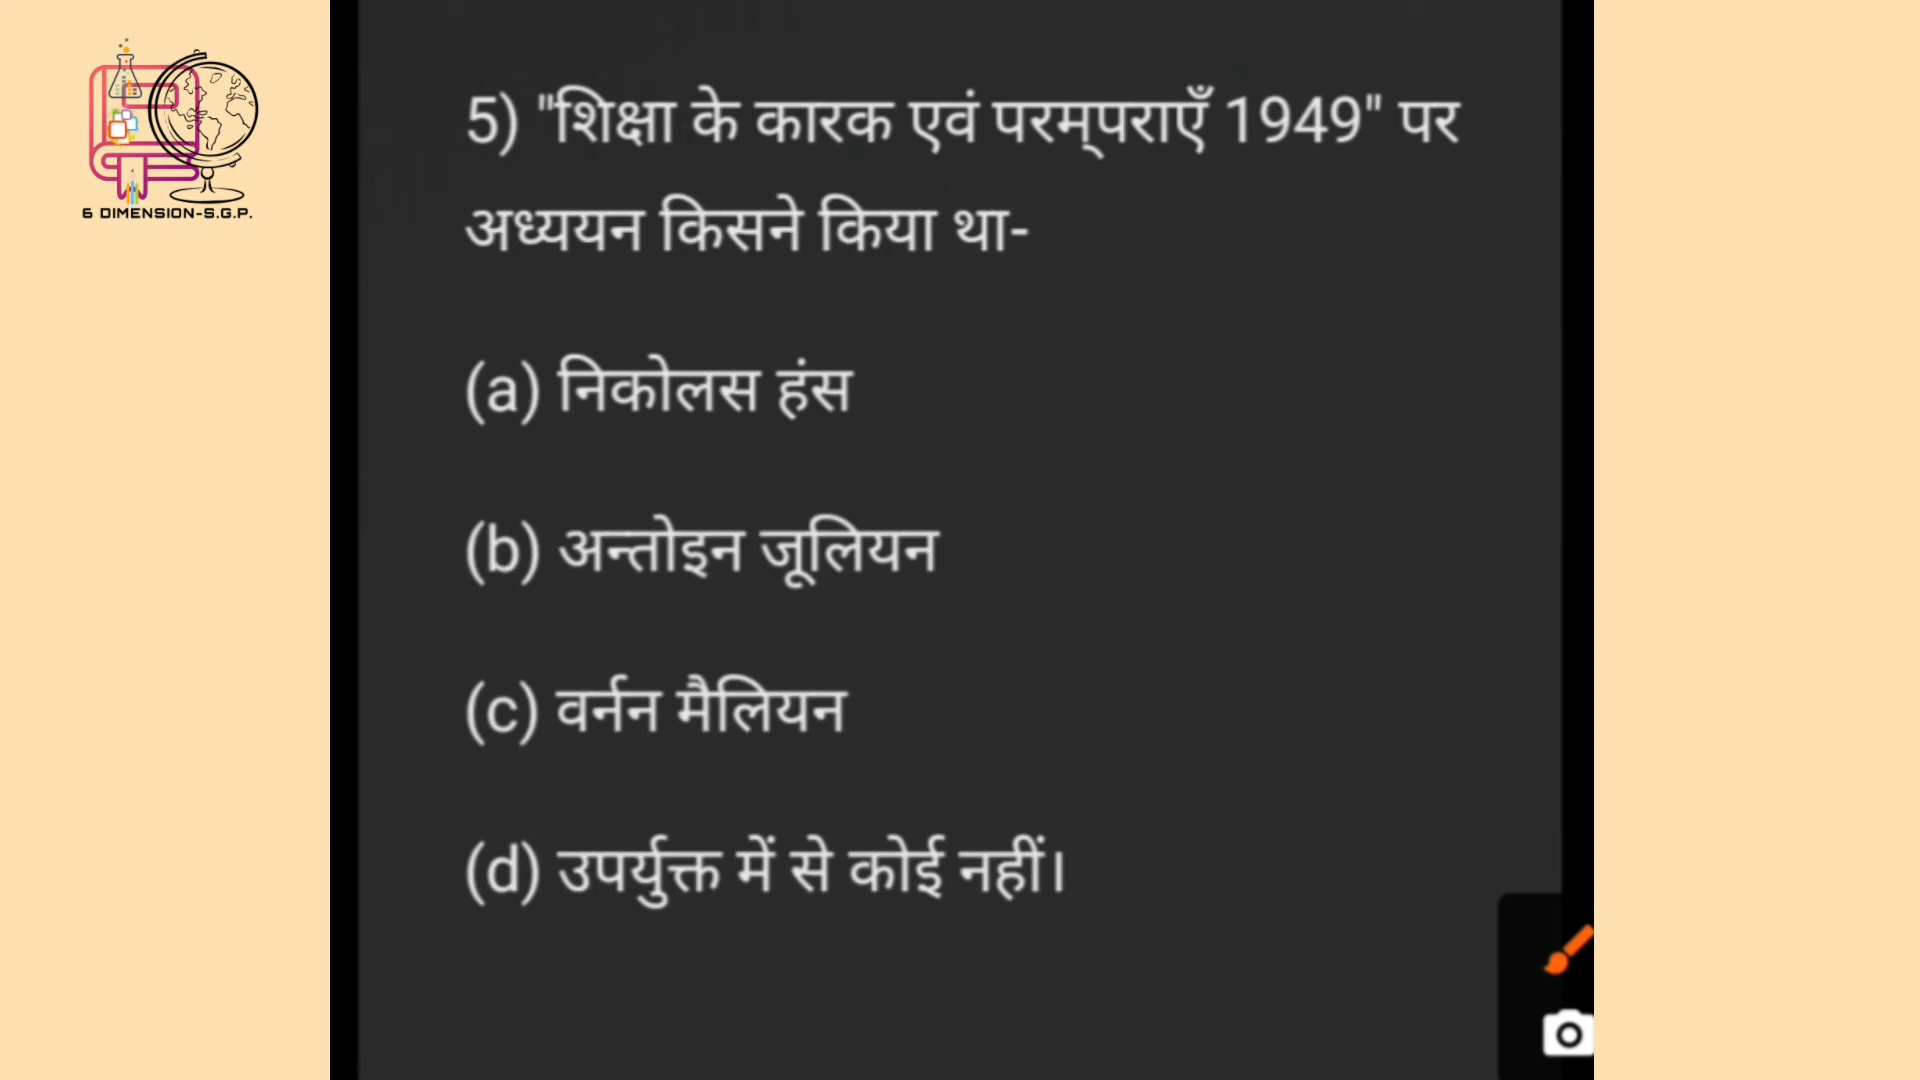 6 DIMENSION-S.G.P.
5) "शिक्षा के कारक एवं परम्पराएँ 1949" पर
अध्ययन किसने किया था-
(a) निकोलस हंस
(b) अन्तोइन जूलियन
(c) वर्नन मैलियन
(d) उपर्युक्त में से कोई नहीं।